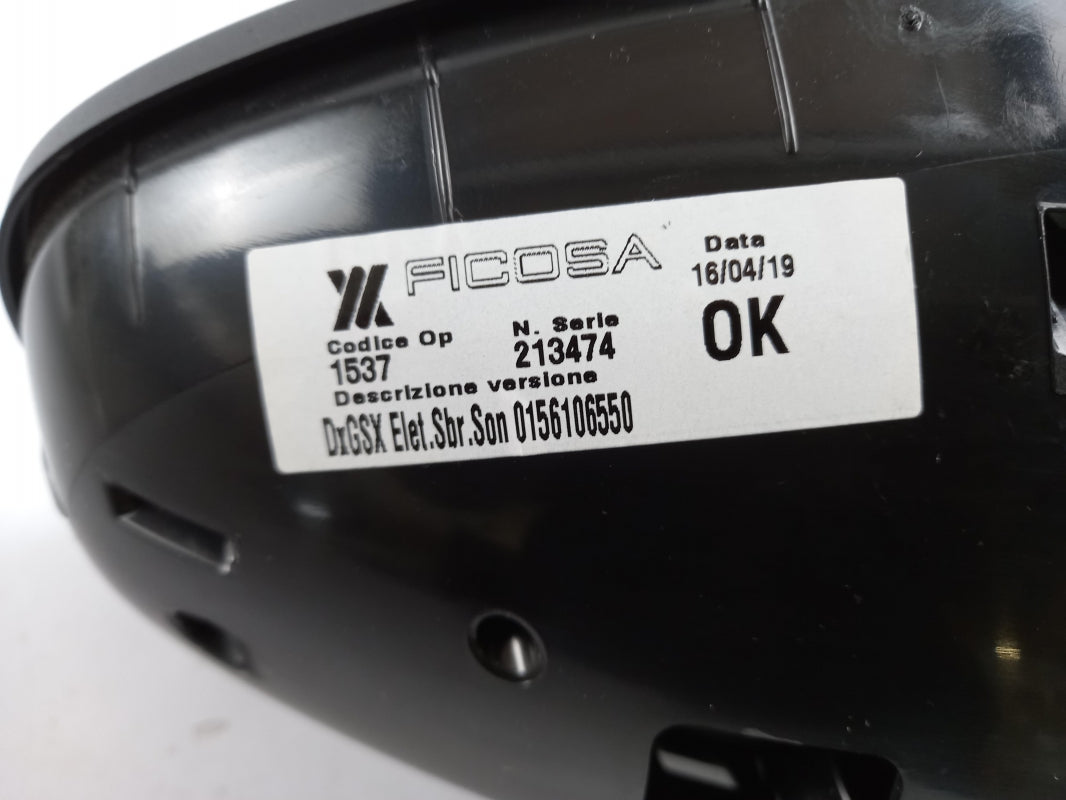 FICOSA
Data
16/04/19
Codice Op
1537
N. Serie
213474
OK
Descrizione versione
DxGSX Elet.Sbr.Son 0156106550